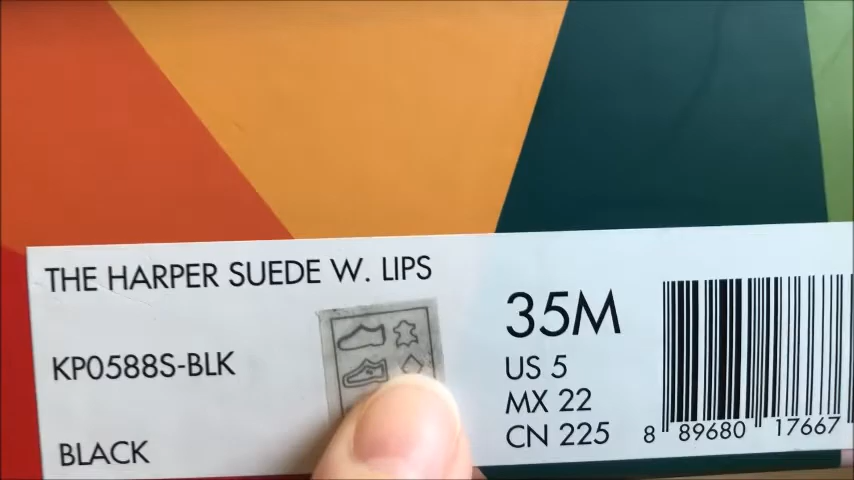 THE HARPER SUEDE W. LIPS
KP0588S-BLK
BLACK
35M
US 5
MX 22
CN 225
8 89680 17667